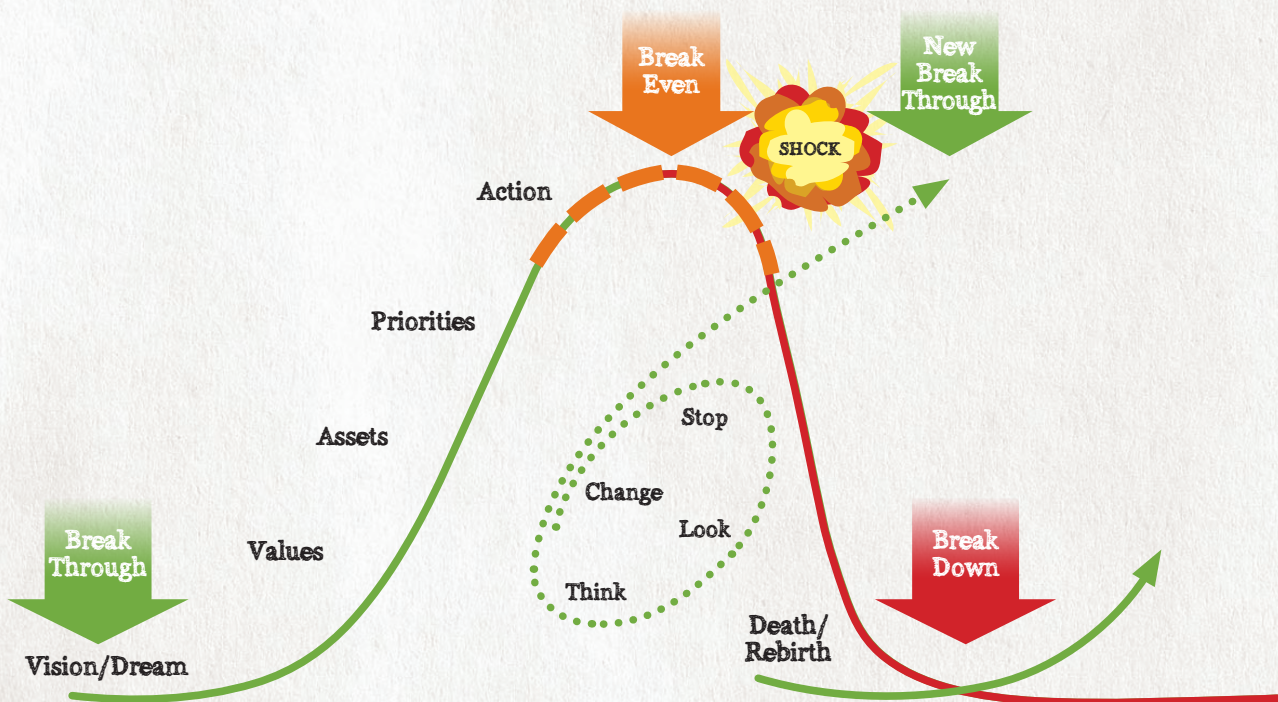 Break
Even
New
Break
Through
SHOCK
Action
Priorities
Stop
Assets
Change
Look
Values
Break
Through
Break
Down
Think
Death/
Rebirth
Vision/Dream